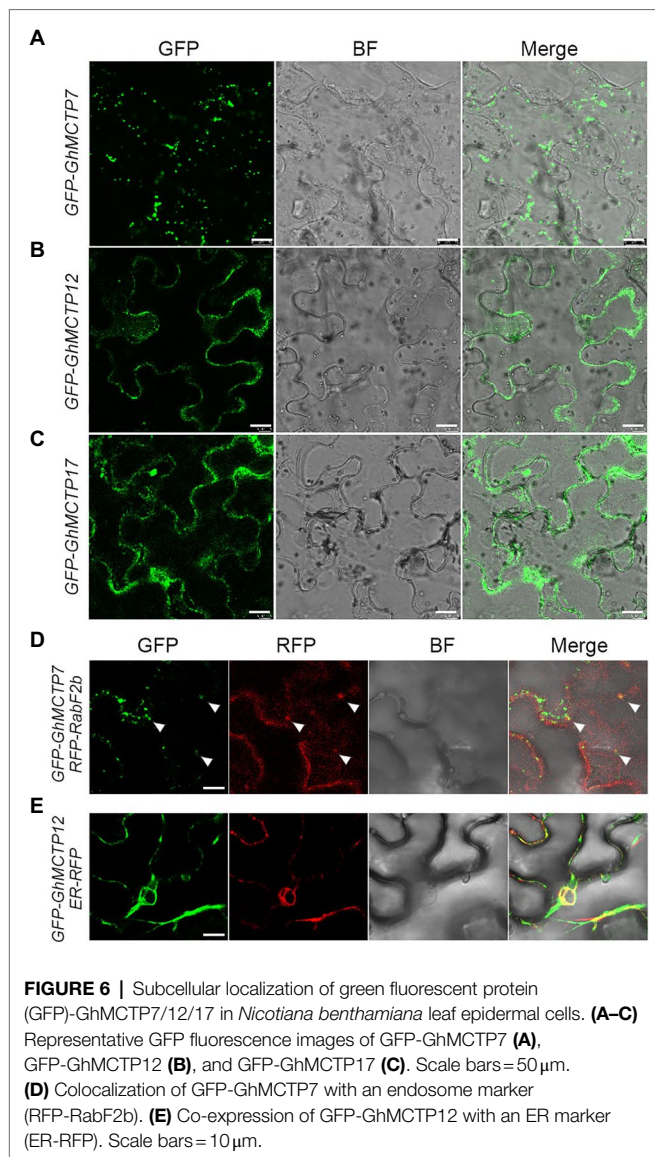 A
GFP BF Merge
GFP-GhMCTP7
B
GFP-GhMCTP12
C
GFP-GhMCTP17
D
GFP RFP BF Merge
GFP-GhMCTP7
RFP-RabF2b
E
GFP-GhMCTP12
ER-RFP
FIGURE 6 | Subcellular localization of green fluorescent protein
(GFP)-GhMCTP7/12/17 in Nicotiana benthamiana leaf epidermal cells. (A–C)
Representative GFP fluorescence images of GFP-GhMCTP7 (A),
GFP-GhMCTP12 (B), and GFP-GhMCTP17 (C). Scale bars = 50 μm.
(D) Colocalization of GFP-GhMCTP7 with an endosome marker
(RFP-RabF2b). (E) Co-expression of GFP-GhMCTP12 with an ER marker
(ER-RFP). Scale bars = 10 μm.